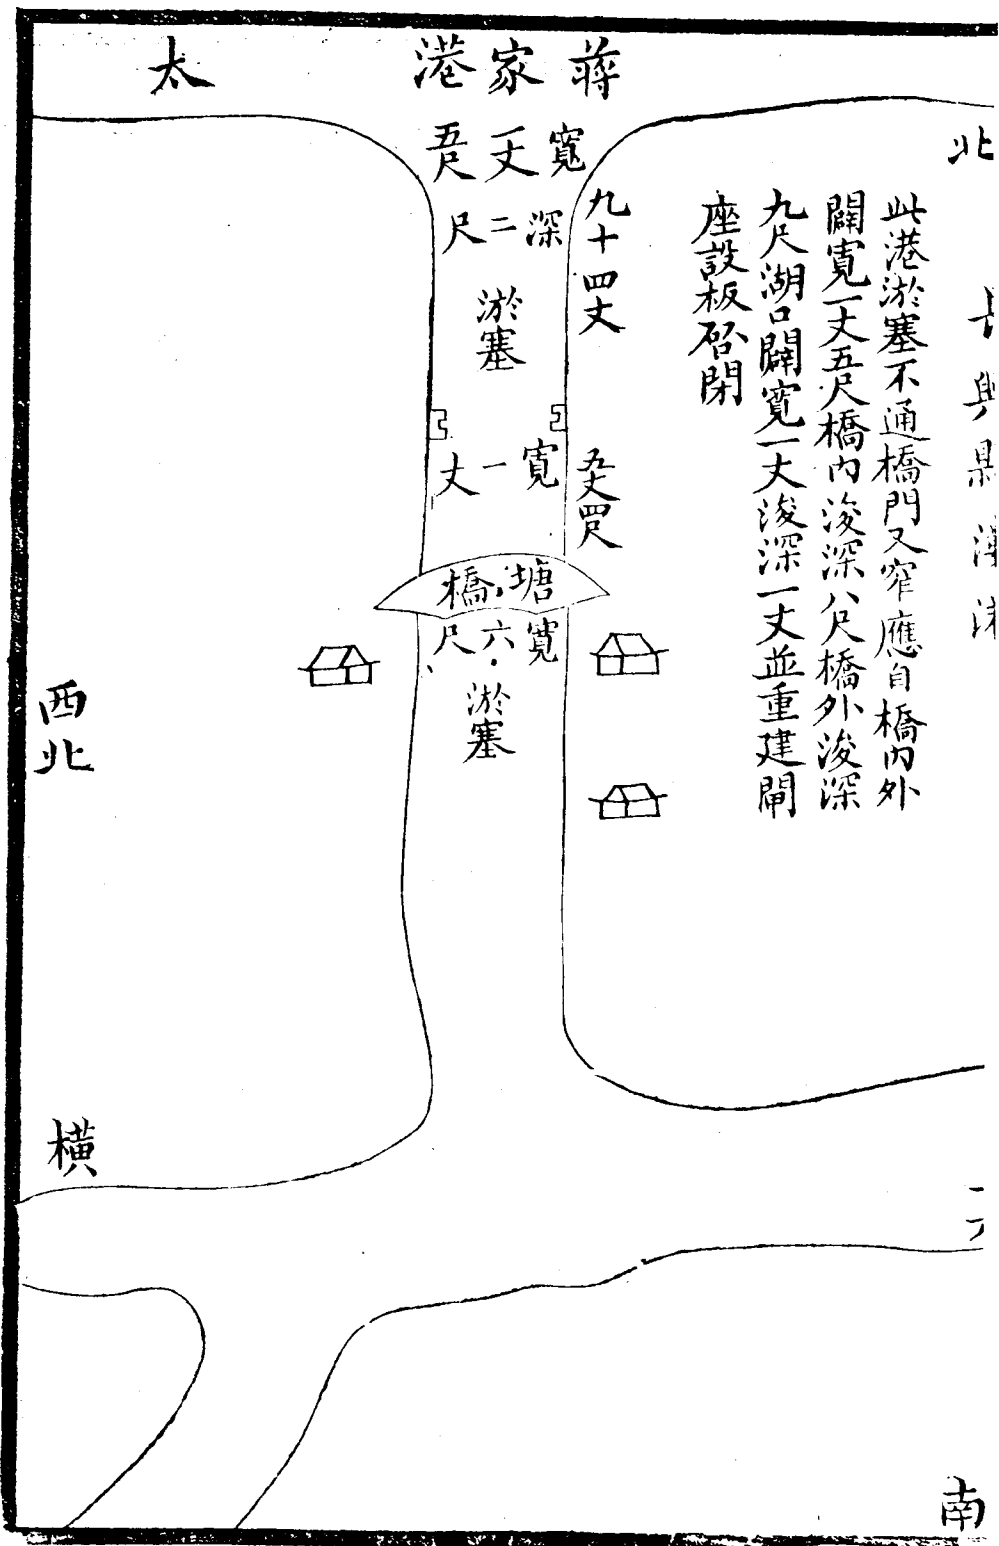 蔣家港
太
北
此港淤塞不通橋門又窄應自橋內外
闢寬一丈五尺橋內浚深八尺橋外浚深
九尺湖口闢寬一丈浚深一丈並重建閘
座設板啓閉
寬一丈五尺
深二尺
九十四丈
淤塞
寬一丈
五丈四尺
塘橋
寬六尺
淤塞
西北
橫
南